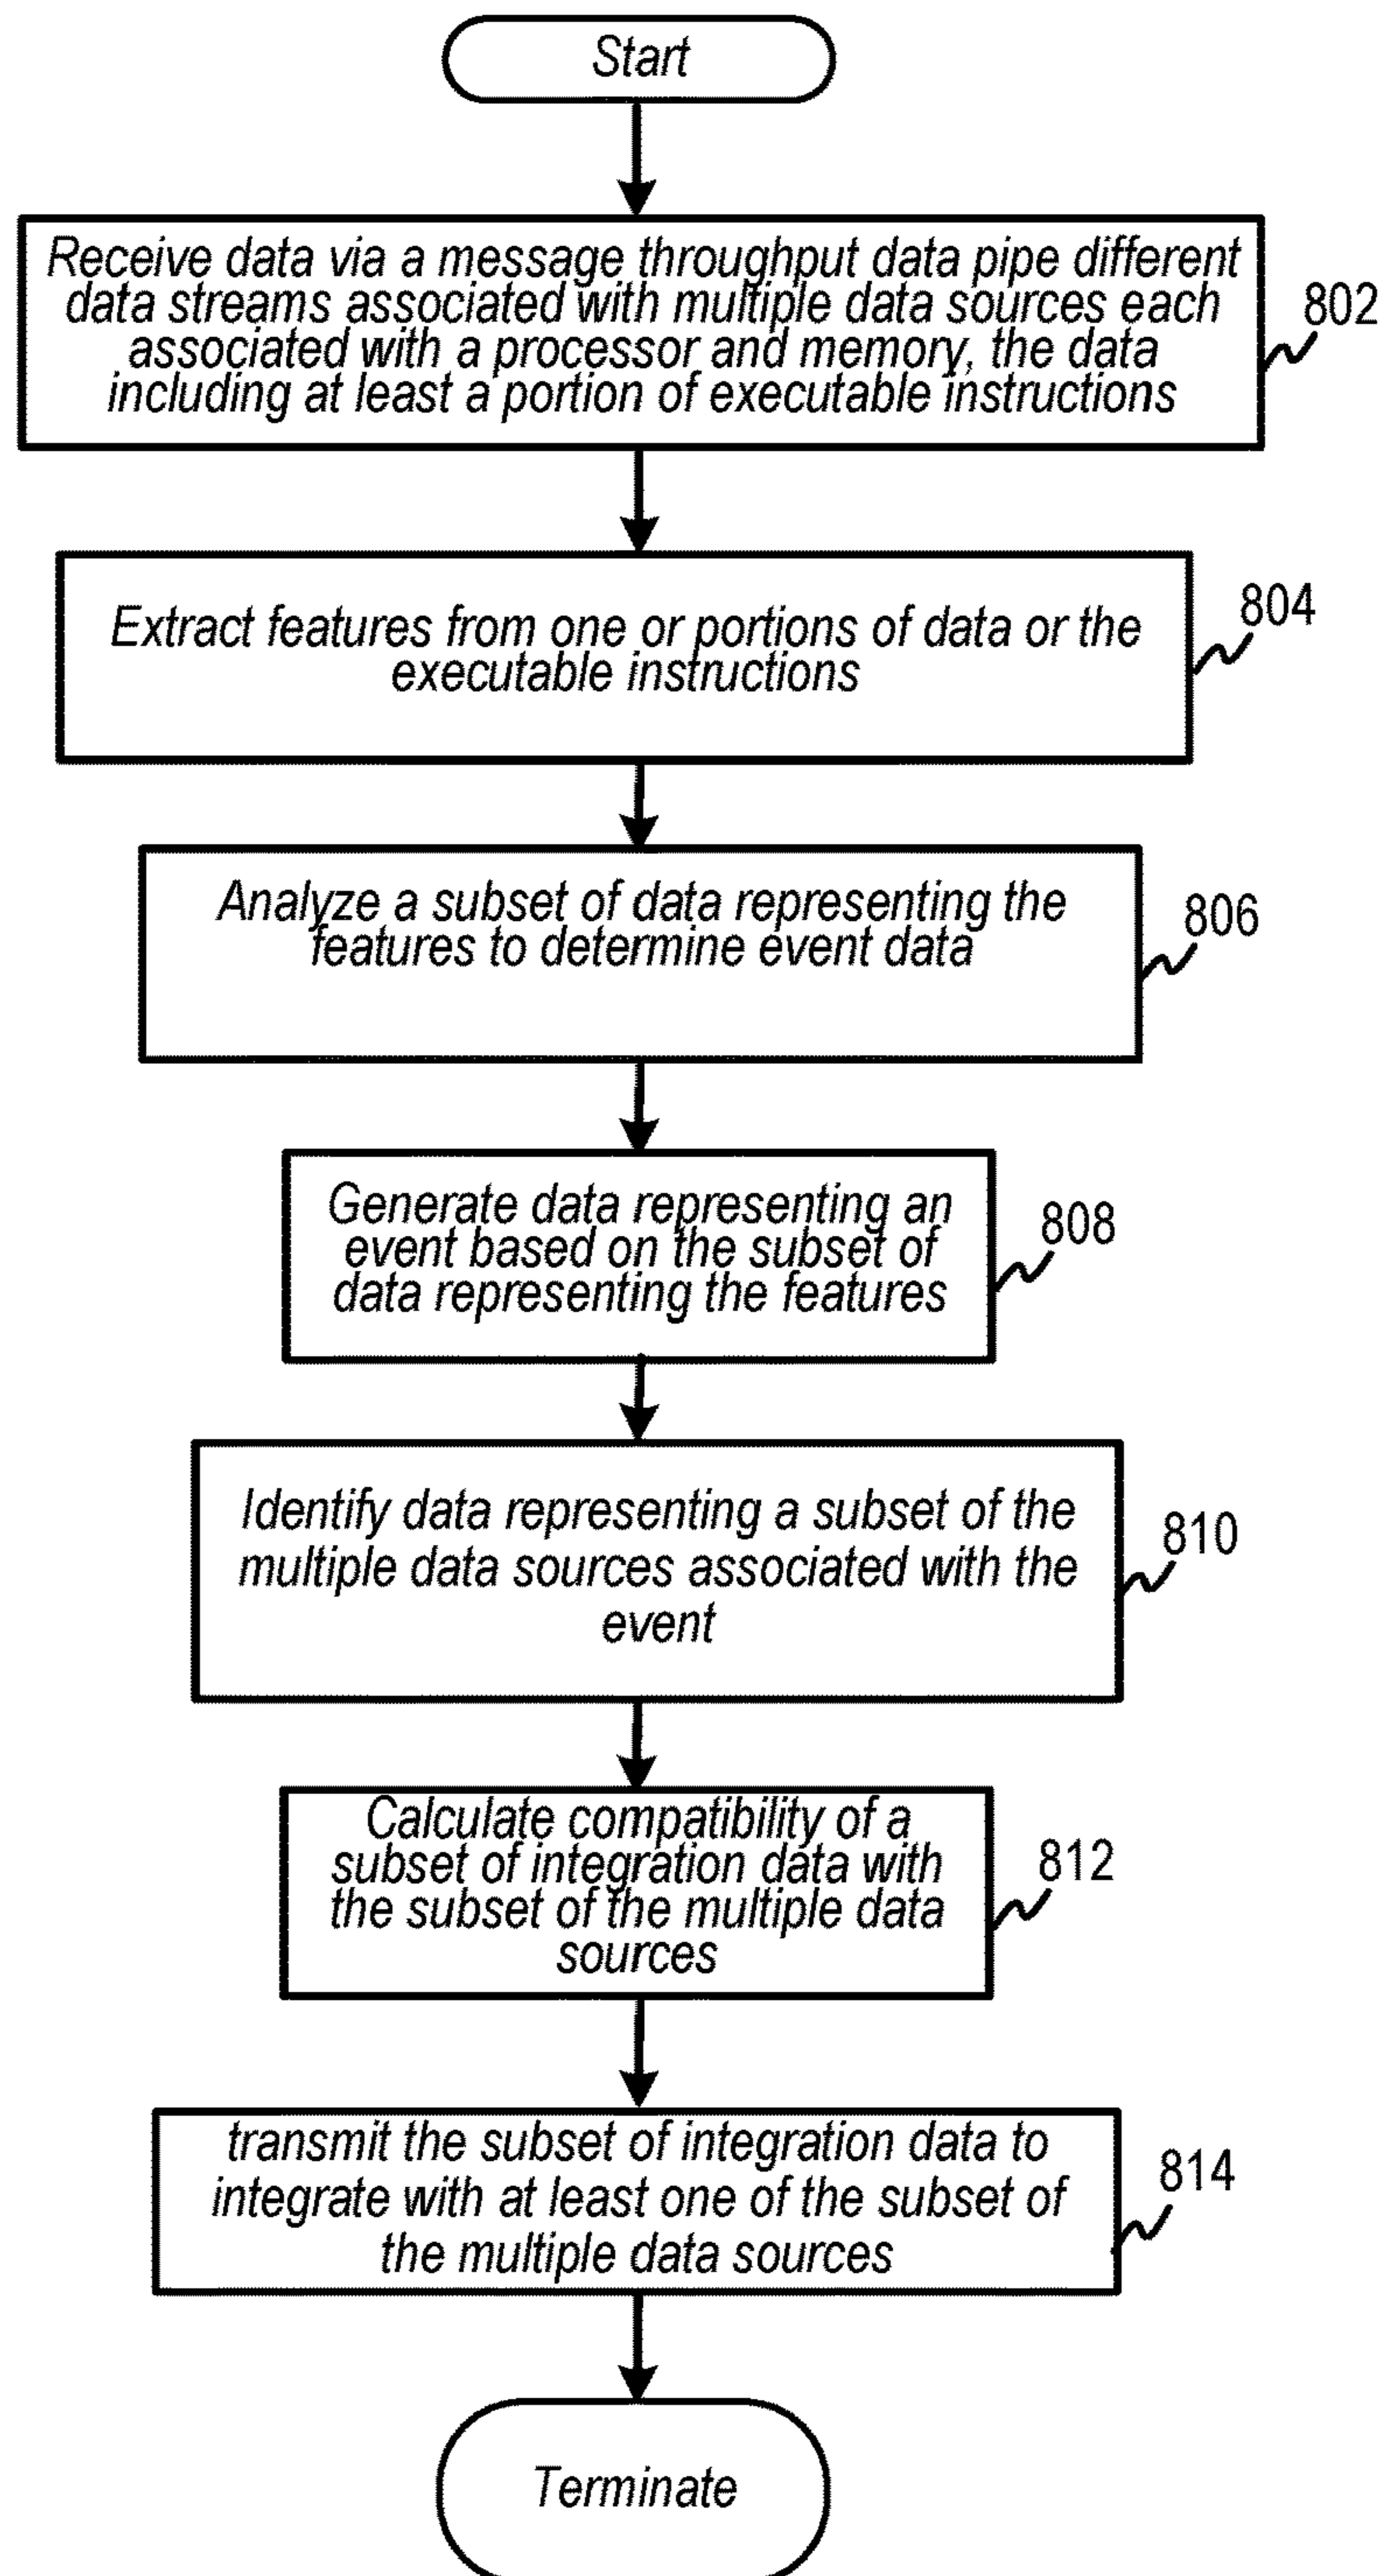 Start
Receive data via a message throughput data pipe different
data streams associated with multiple data sources each
associated with a processor and memory, the data
including at least a portion of executable instructions
802
Extract features from one or portions of data or the
executable instructions
804
Analyze a subset of data representing the
features to determine event data
806
Generate data representing an
event based on the subset of
data representing the features
808
Identify data representing a subset of the
multiple data sources associated with the
event
810
Calculate compatibility of a
subset of integration data with
the subset of the multiple data
sources
812
transmit the subset of integration data to
integrate with at least one of the subset of
the multiple data sources
814
Terminate